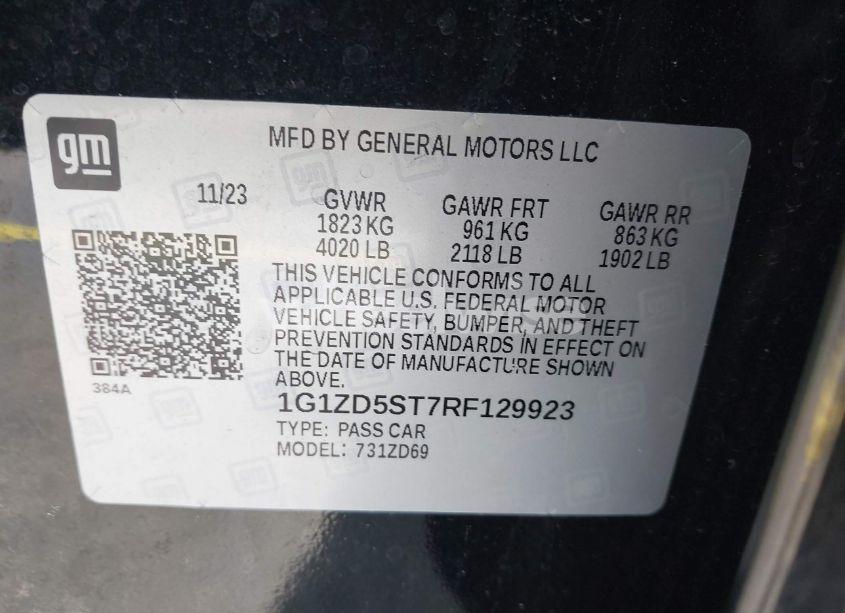 gm
MFD BY GENERAL MOTORS LLC
11/23
GVWR
1823 KG
4020 LB
GAWR FRT
961 KG
2118 LB
GAWR RR
863 KG
1902 LB
THIS VEHICLE CONFORMS TO ALL
APPLICABLE U.S. FEDERAL MOTOR
VEHICLE SAFETY, BUMPER, AND THEFT
PREVENTION STANDARDS IN EFFECT ON
THE DATE OF MANUFACTURE SHOWN
ABOVE.
384A
1G1ZD5ST7RF129923
TYPE: PASS CAR
MODEL: 731ZD69